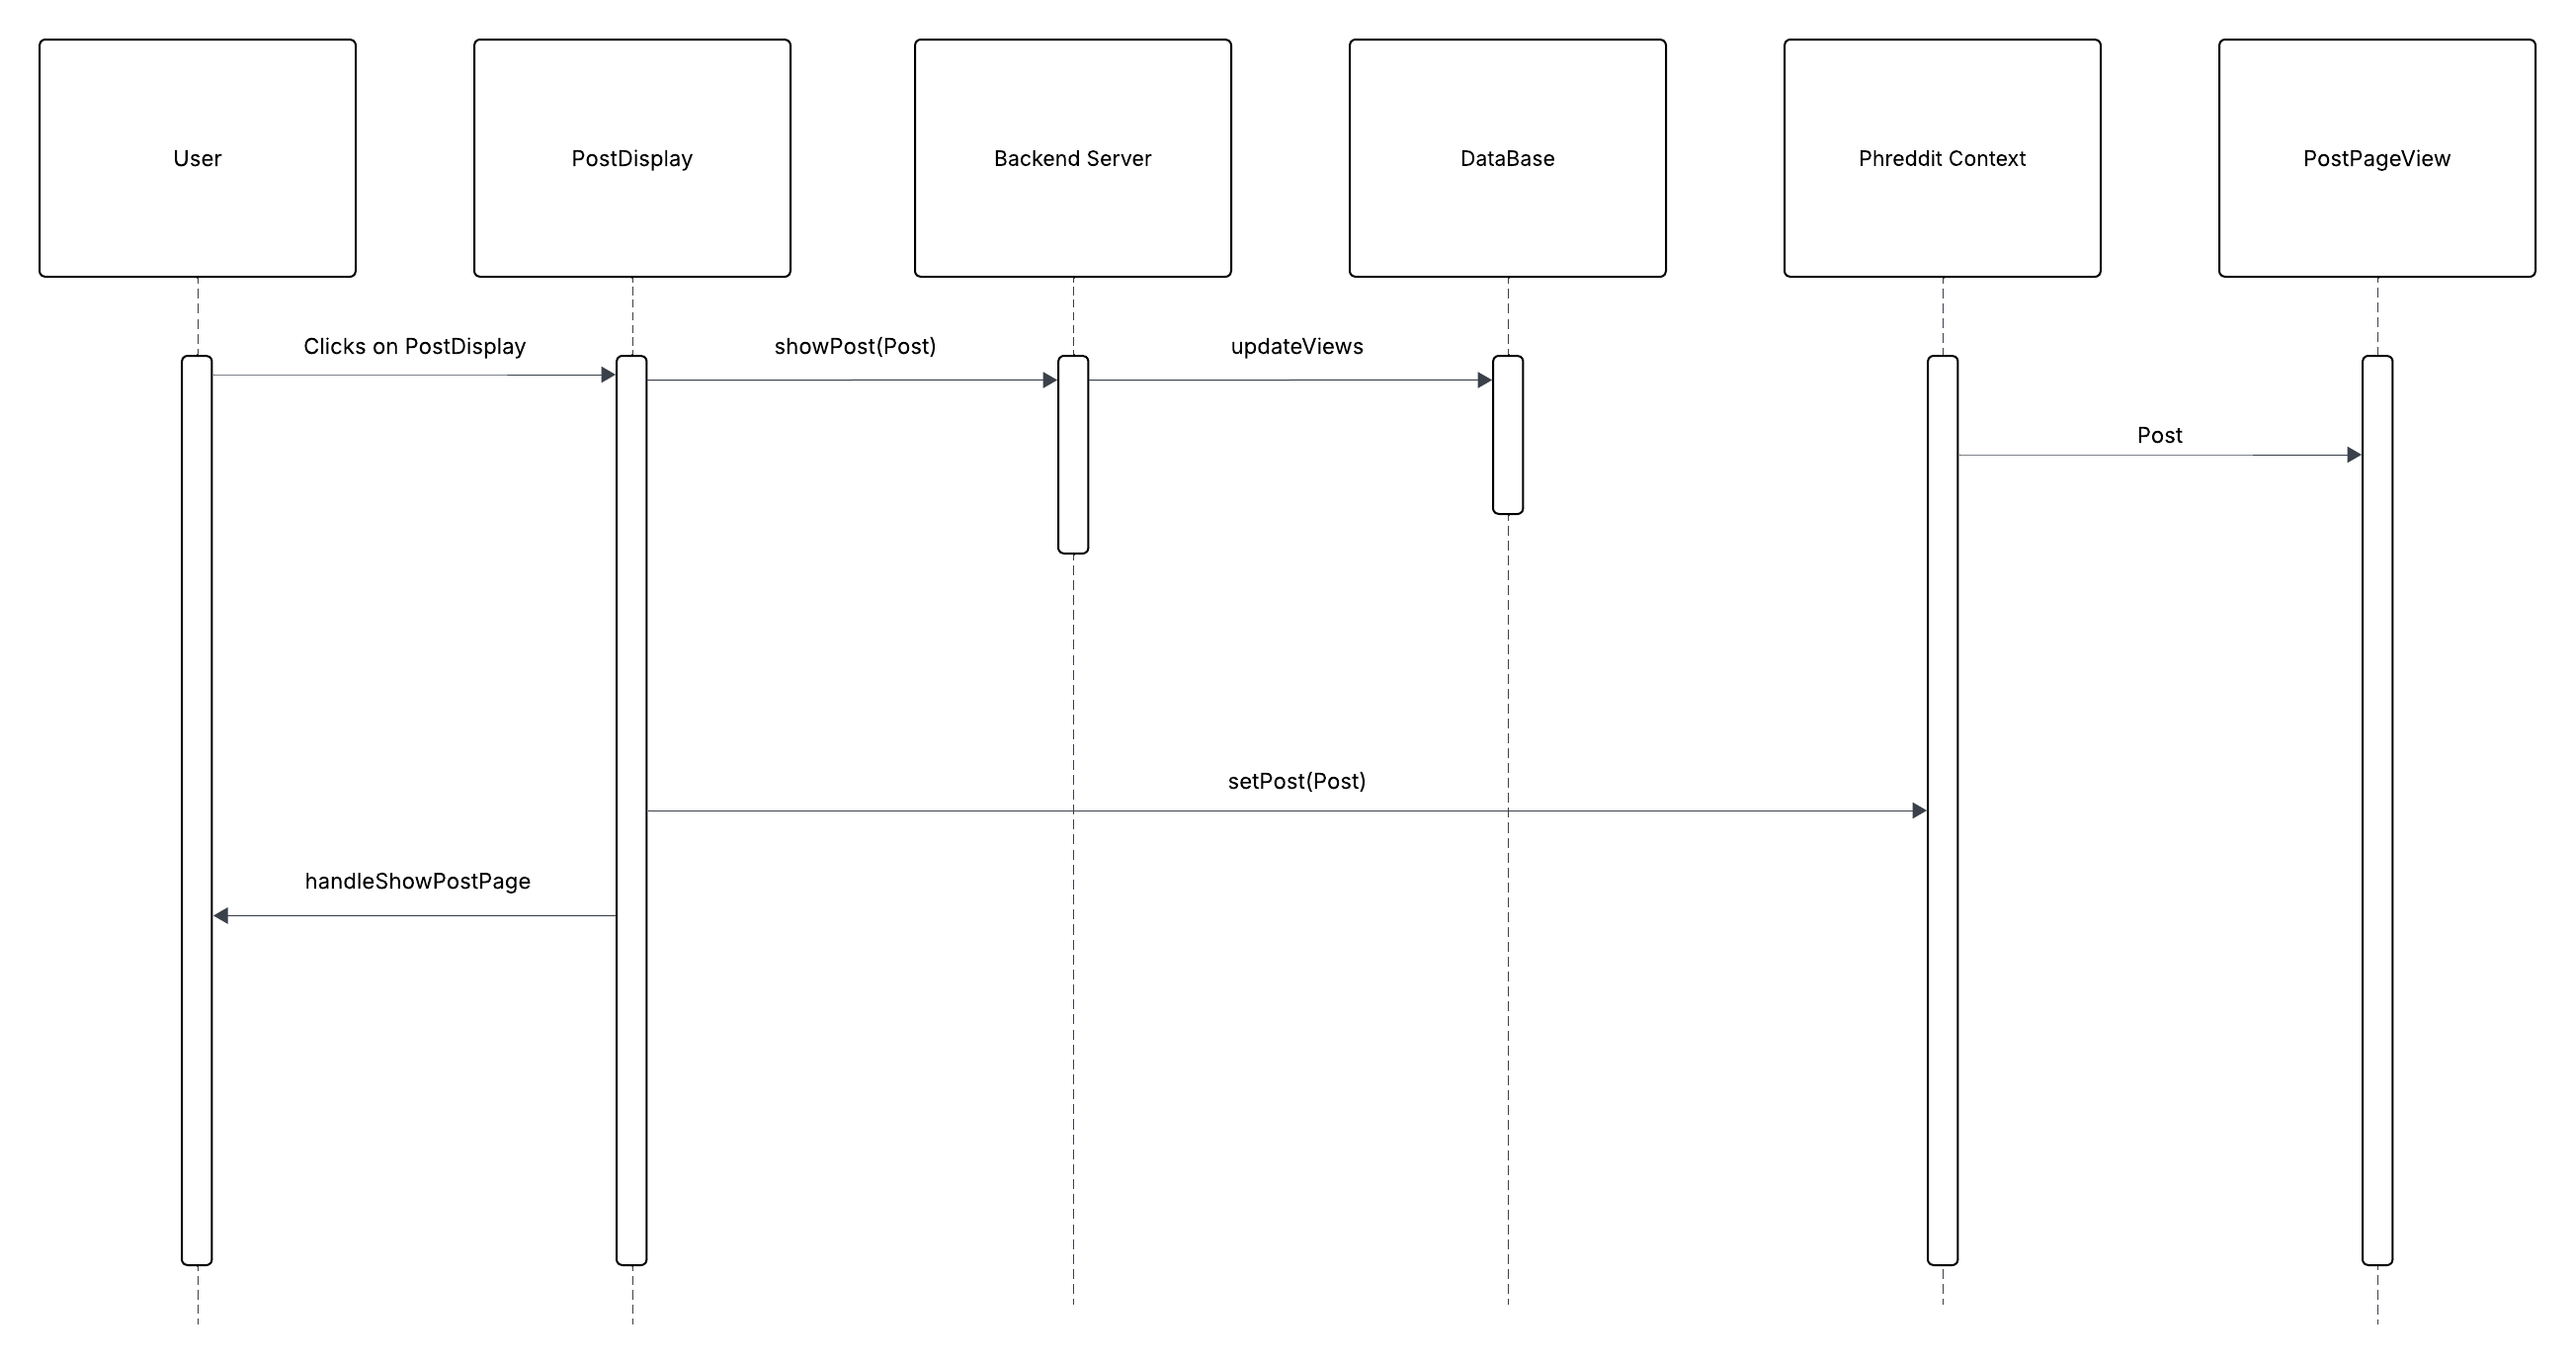 User
PostDisplay
Backend Server
DataBase
Phreddit Context
PostPageView
Clicks on PostDisplay
showPost(Post)
updateViews
Post
setPost(Post)
handleShowPostPage